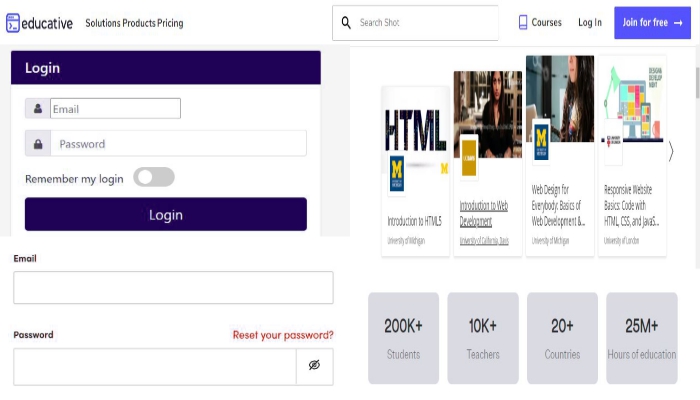 educative
Solutions Products Pricing
Search Shot
Courses
Log In
Join for free →
Login
Email
Password
Remember my login
Login
Email
Password
Reset your password?
HTML
Introduction to HTML5
University of Michigan
UC DAVIS
Introduction to Web
Development
University of California, Davis
Web Design for
Everybody: Basics of
Web Development &...
University of Michigan
Responsive Website
Basics: Code with
HTML, CSS, and JavaS...
University of London
200K+
Students
10K+
Teachers
20+
Countries
25M+
Hours of education